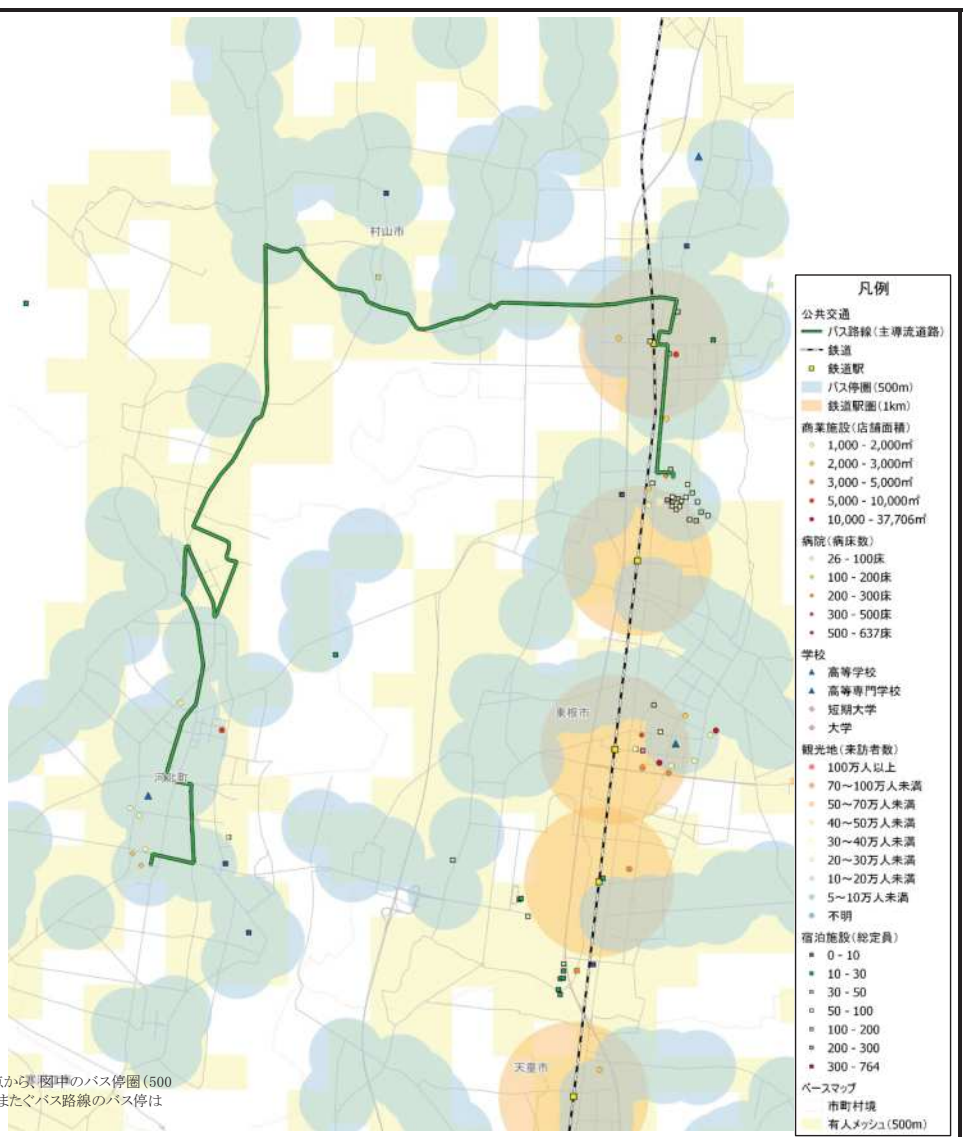 村山市
東根市
河北町
天童市
点から、図中のバス停圏(500
またぐバス路線のバス停は
凡例
公共交通
バス路線(主導流道路)
鉄道
鉄道駅
バス停圏(500m)
鉄道駅圏(1km)
商業施設(店舗面積)
1,000 - 2,000㎡
2,000 - 3,000㎡
3,000 - 5,000㎡
5,000 - 10,000㎡
10,000 - 37,706㎡
病院(病床数)
26 - 100床
100 - 200床
200 - 300床
300 - 500床
500 - 637床
学校
高等学校
高等専門学校
短期大学
大学
観光地(来訪者数)
100万人以上
70～100万人未満
50～70万人未満
40～50万人未満
30～40万人未満
20～30万人未満
10～20万人未満
5～10万人未満
不明
宿泊施設(総定員)
0 - 10
10 - 30
30 - 50
50 - 100
100 - 200
200 - 300
300 - 764
ベースマップ
市町村境
有人メッシュ(500m)